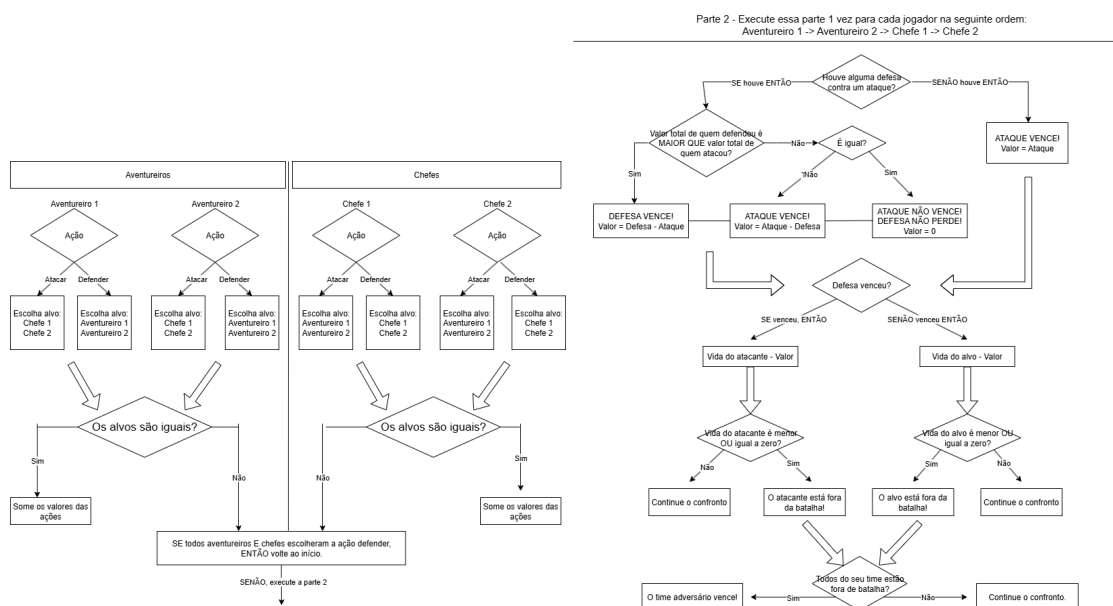 Parte 2 - Execute essa parte 1 vez para cada jogador na seguinte ordem:
Aventureiro 1 -> Aventureiro 2 -> Chefe 1 -> Chefe 2
Aventureiros
Chefes
Aventureiro 1
Aventureiro 2
Chefe 1
Chefe 2
Ação
Ação
Ação
Ação
Atacar
Defender
Atacar
Defender
Atacar
Defender
Atacar
Defender
Escolha alvo:
Chefe 1
Chefe 2
Escolha alvo:
Aventureiro 1
Aventureiro 2
Escolha alvo:
Chefe 1
Chefe 2
Escolha alvo:
Aventureiro 1
Aventureiro 2
Escolha alvo:
Aventureiro 1
Aventureiro 2
Escolha alvo:
Chefe 1
Chefe 2
Escolha alvo:
Aventureiro 1
Aventureiro 2
Escolha alvo:
Chefe 1
Chefe 2
Os alvos são iguais?
Os alvos são iguais?
Sim
Não
Não
Sim
Some os valores das
ações
Some os valores das
ações
SE todos aventureiros E chefes escolheram a ação defender,
ENTÃO volte ao início.
SENÃO, execute a parte 2
Houve alguma defesa
contra um ataque?
SE houve ENTÃO
SENÃO houve ENTÃO
Valor total de quem defendeu é
MAIOR QUE valor total de
quem atacou?
Não
É igual?
ATAQUE VENCE!
Valor = Ataque
Sim
'Não
Sim
DEFESA VENCE!
Valor = Defesa - Ataque
ATAQUE VENCE!
Valor = Ataque - Defesa
ATAQUE NÃO VENCE!
DEFESA NÃO PERDE!
Valor = 0
Defesa venceu?
SE venceu, ENTÃO
SENÃO venceu ENTÃO
Vida do atacante - Valor
Vida do alvo - Valor
Vida do atacante é menor
OU igual a zero?
Vida do alvo é menor OU
igual a zero?
Não
Sim
Sim
Não
Continue o confronto
O atacante está fora
da batalha!
O alvo está fora da
batalha!
Continue o confronto
Todos do seu time estão
fora de batalha?
Sim
Não
O time adversário vence!
Continue o confronto.